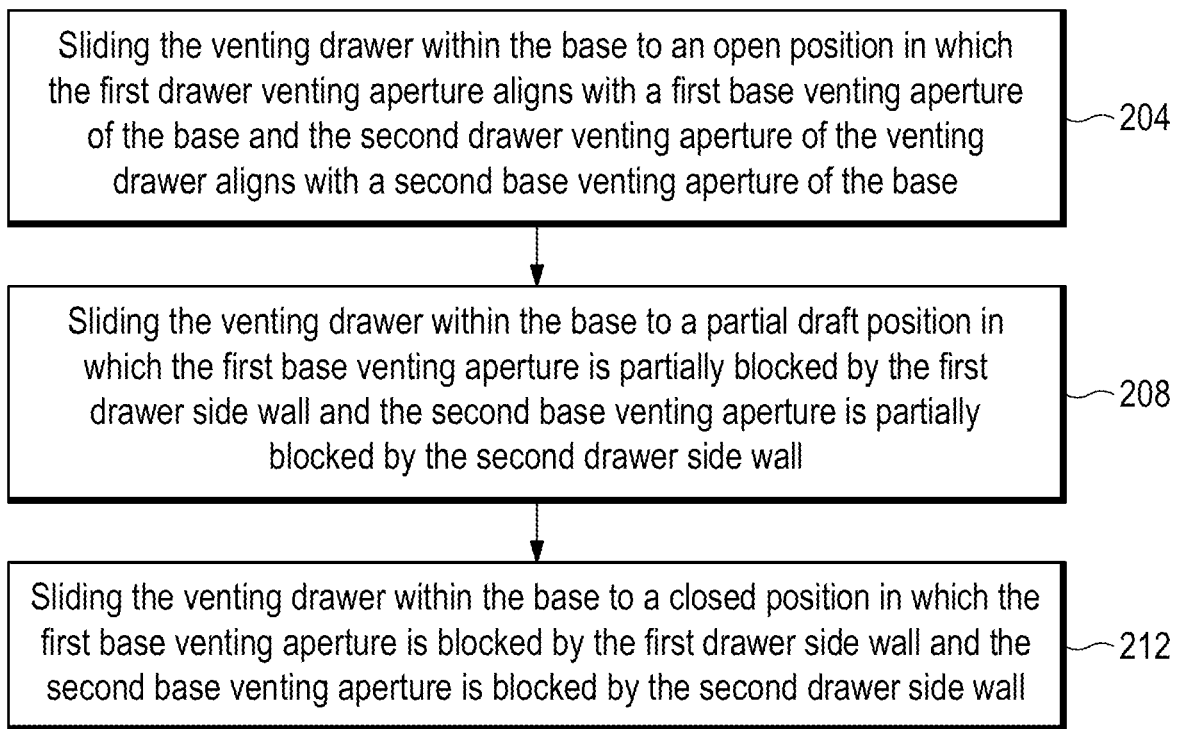 Sliding the venting drawer within the base to an open position in which
the first drawer venting aperture aligns with a first base venting aperture
of the base and the second drawer venting aperture of the venting
drawer aligns with a second base venting aperture of the base
204
Sliding the venting drawer within the base to a partial draft position in
which the first base venting aperture is partially blocked by the first
drawer side wall and the second base venting aperture is partially
blocked by the second drawer side wall
208
Sliding the venting drawer within the base to a closed position in which the
first base venting aperture is blocked by the first drawer side wall and the
second base venting aperture is blocked by the second drawer side wall
212